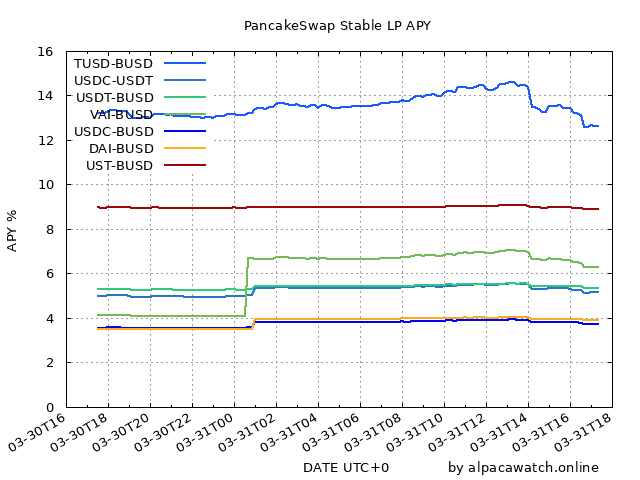 PancakeSwap Stable LP APY
16
14
12
10
8
6
4
2
0
APY %
TUSD-BUSD
USDC-USDT
USDT-BUSD
VAI-BUSD
USDC-BUSD
DAI-BUSD
UST-BUSD
03-30T16
03-30T18
03-30T20
03-30T22
03-31T00
03-31T02
03-31T04
03-31T06
03-31T08
03-31T10
03-31T12
03-31T14
03-31T16
03-31T18
DATE UTC+0
by alpacawatch.online